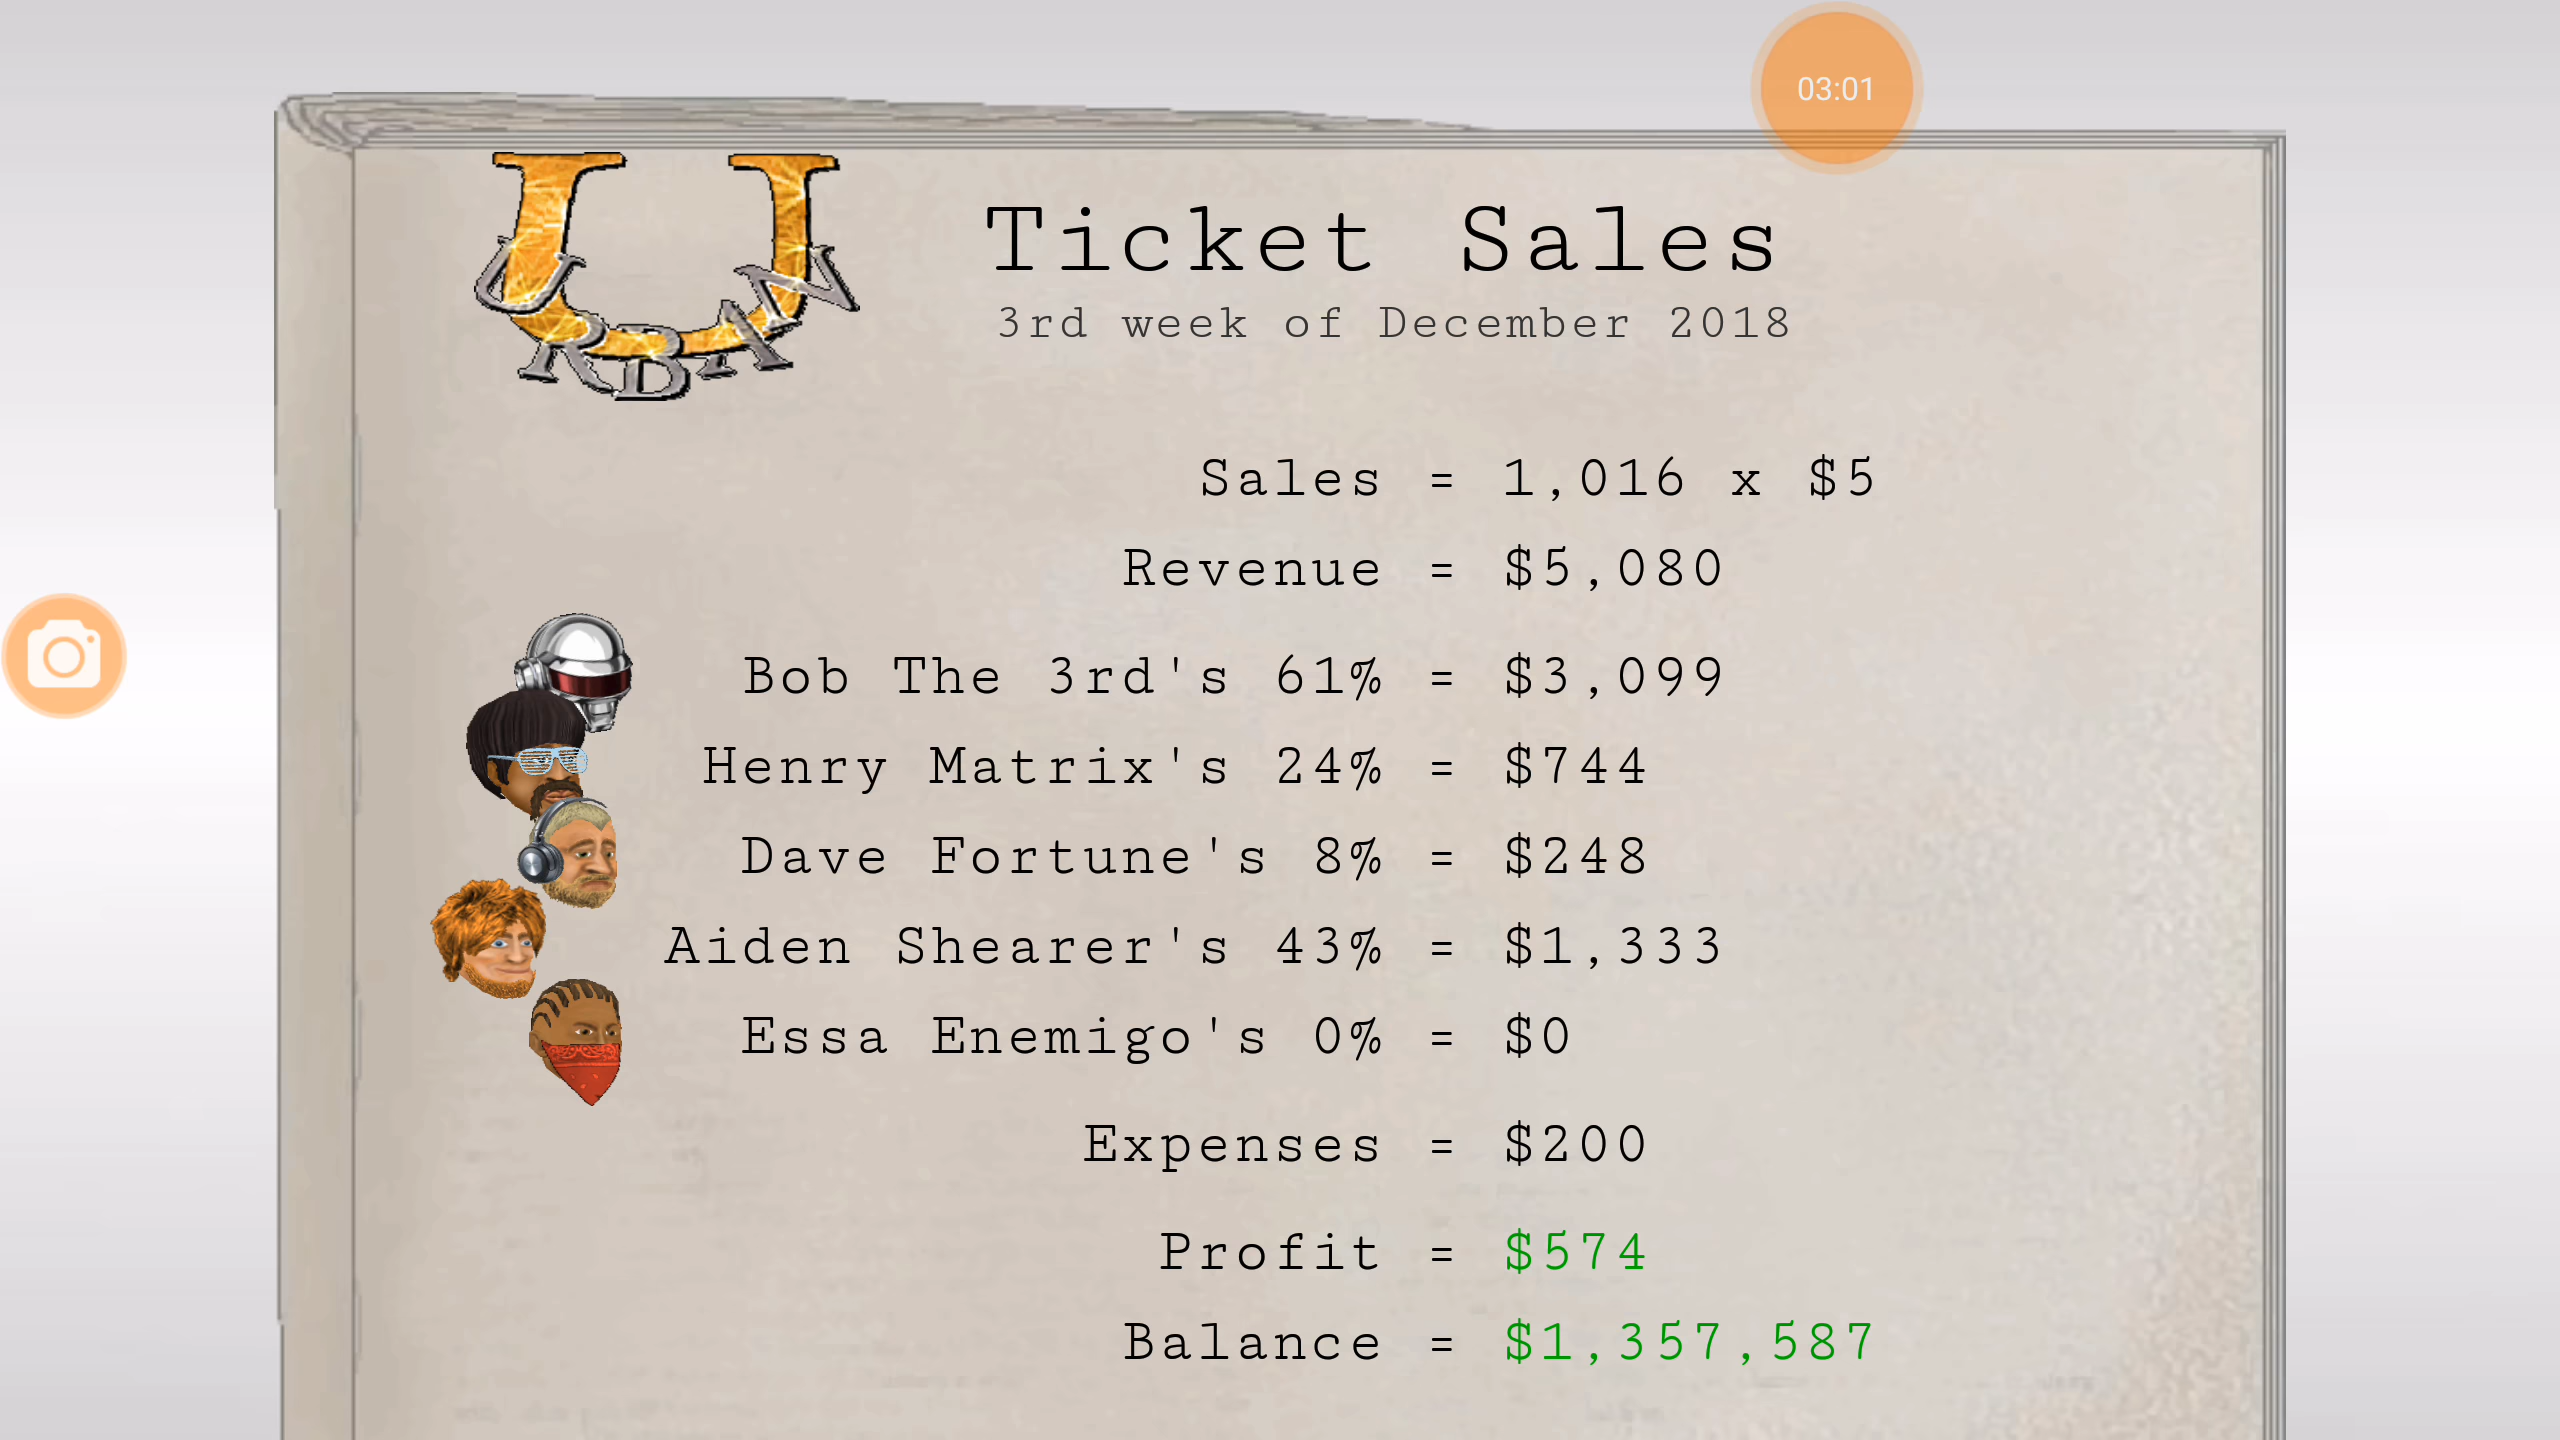 03:01
URBAN
Ticket Sales
3rd week of December 2018
Sales = 1,016 x $5
Revenue = $5,080
Bob The 3rd's 61% = $3,099
Henry Matrix's 24% = $744
Dave Fortune's 8% = $248
Aiden Shearer's 43% = $1,333
Essa Enemigo's 0% = $0
Expenses = $200
Profit = $574
Balance = $1,357,587